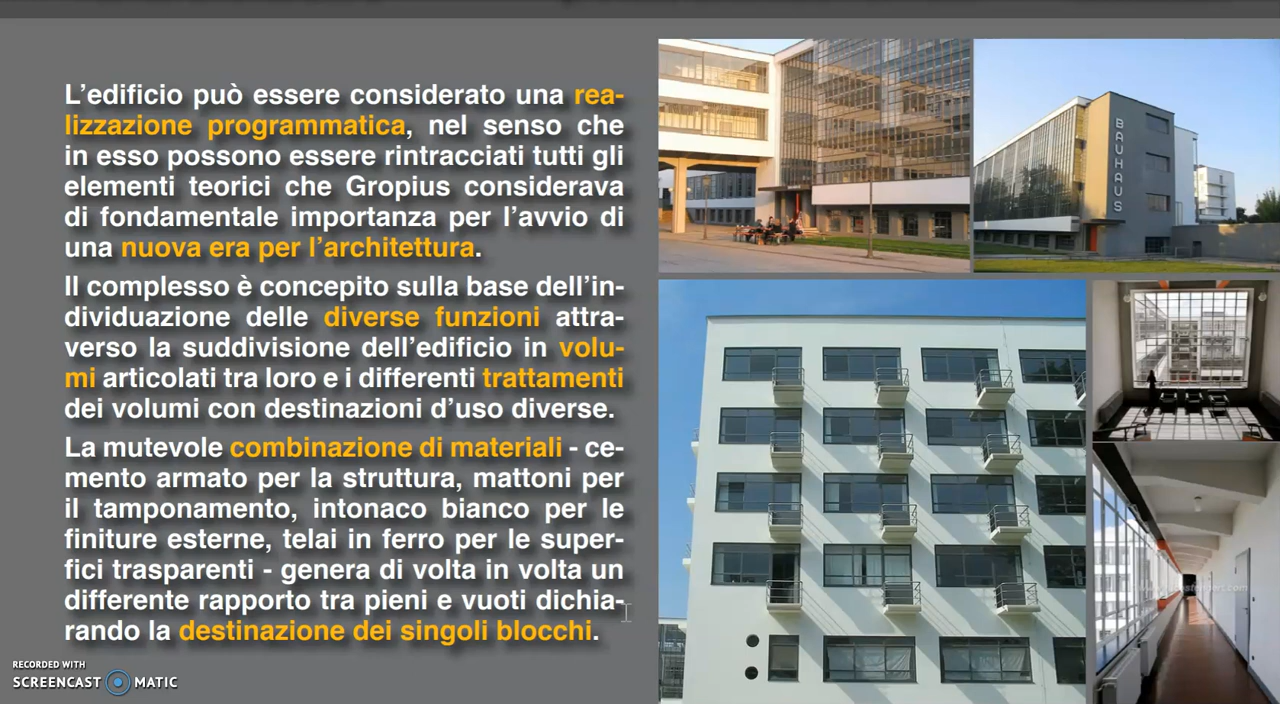 L'edificio può essere considerato una rea-
lizzazione programmatica, nel senso che
in esso possono essere rintracciati tutti gli
elementi teorici che Gropius considerava
di fondamentale importanza per l'avvio di
una nuova era per l'architettura.
Il complesso è concepito sulla base dell'in-
dividuazione delle diverse funzioni attra-
verso la suddivisione dell'edificio in volu-
mi articolati tra loro e i differenti trattamenti
dei volumi con destinazioni d'uso diverse.
La mutevole combinazione di materiali - ce-
mento armato per la struttura, mattoni per
il tamponamento, intonaco bianco per le
finiture esterne, telai in ferro per le super-
fici trasparenti - genera di volta in volta un
differente rapporto tra pieni e vuoti dichia-
rando la destinazione dei singoli blocchi.
BAUHAUS
RECORDED WITH
SCREENCAST MATIC